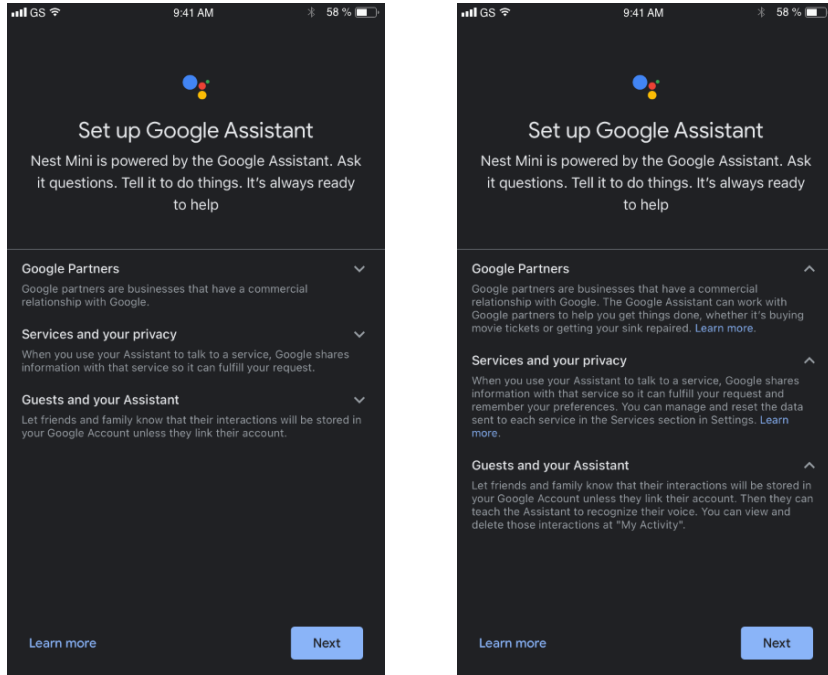 GS 9:41 AM 58 %
Set up Google Assistant
Nest Mini is powered by the Google Assistant. Ask
it questions. Tell it to do things. It's always ready
to help
Google Partners
Google partners are businesses that have a commercial
relationship with Google.
Services and your privacy
When you use your Assistant to talk to a service, Google shares
information with that service so it can fulfill your request.
Guests and your Assistant
Let friends and family know that their interactions will be stored in
your Google Account unless they link their account.
Learn more
Next
GS 9:41 AM 58 %
Set up Google Assistant
Nest Mini is powered by the Google Assistant. Ask
it questions. Tell it to do things. It's always ready
to help
Google Partners
Google partners are businesses that have a commercial
relationship with Google. The Google Assistant can work with
Google partners to help you get things done, whether it's buying
movie tickets or getting your sink repaired. Learn more.
Services and your privacy
When you use your Assistant to talk to a service, Google shares
information with that service so it can fulfill your request and
remember your preferences. You can manage and reset the data
sent to each service in the Services section in Settings. Learn
more.
Guests and your Assistant
Let friends and family know that their interactions will be stored in
your Google Account unless they link their account. Then they can
teach the Assistant to recognize their voice. You can view and
delete those interactions at "My Activity".
Learn more
Next